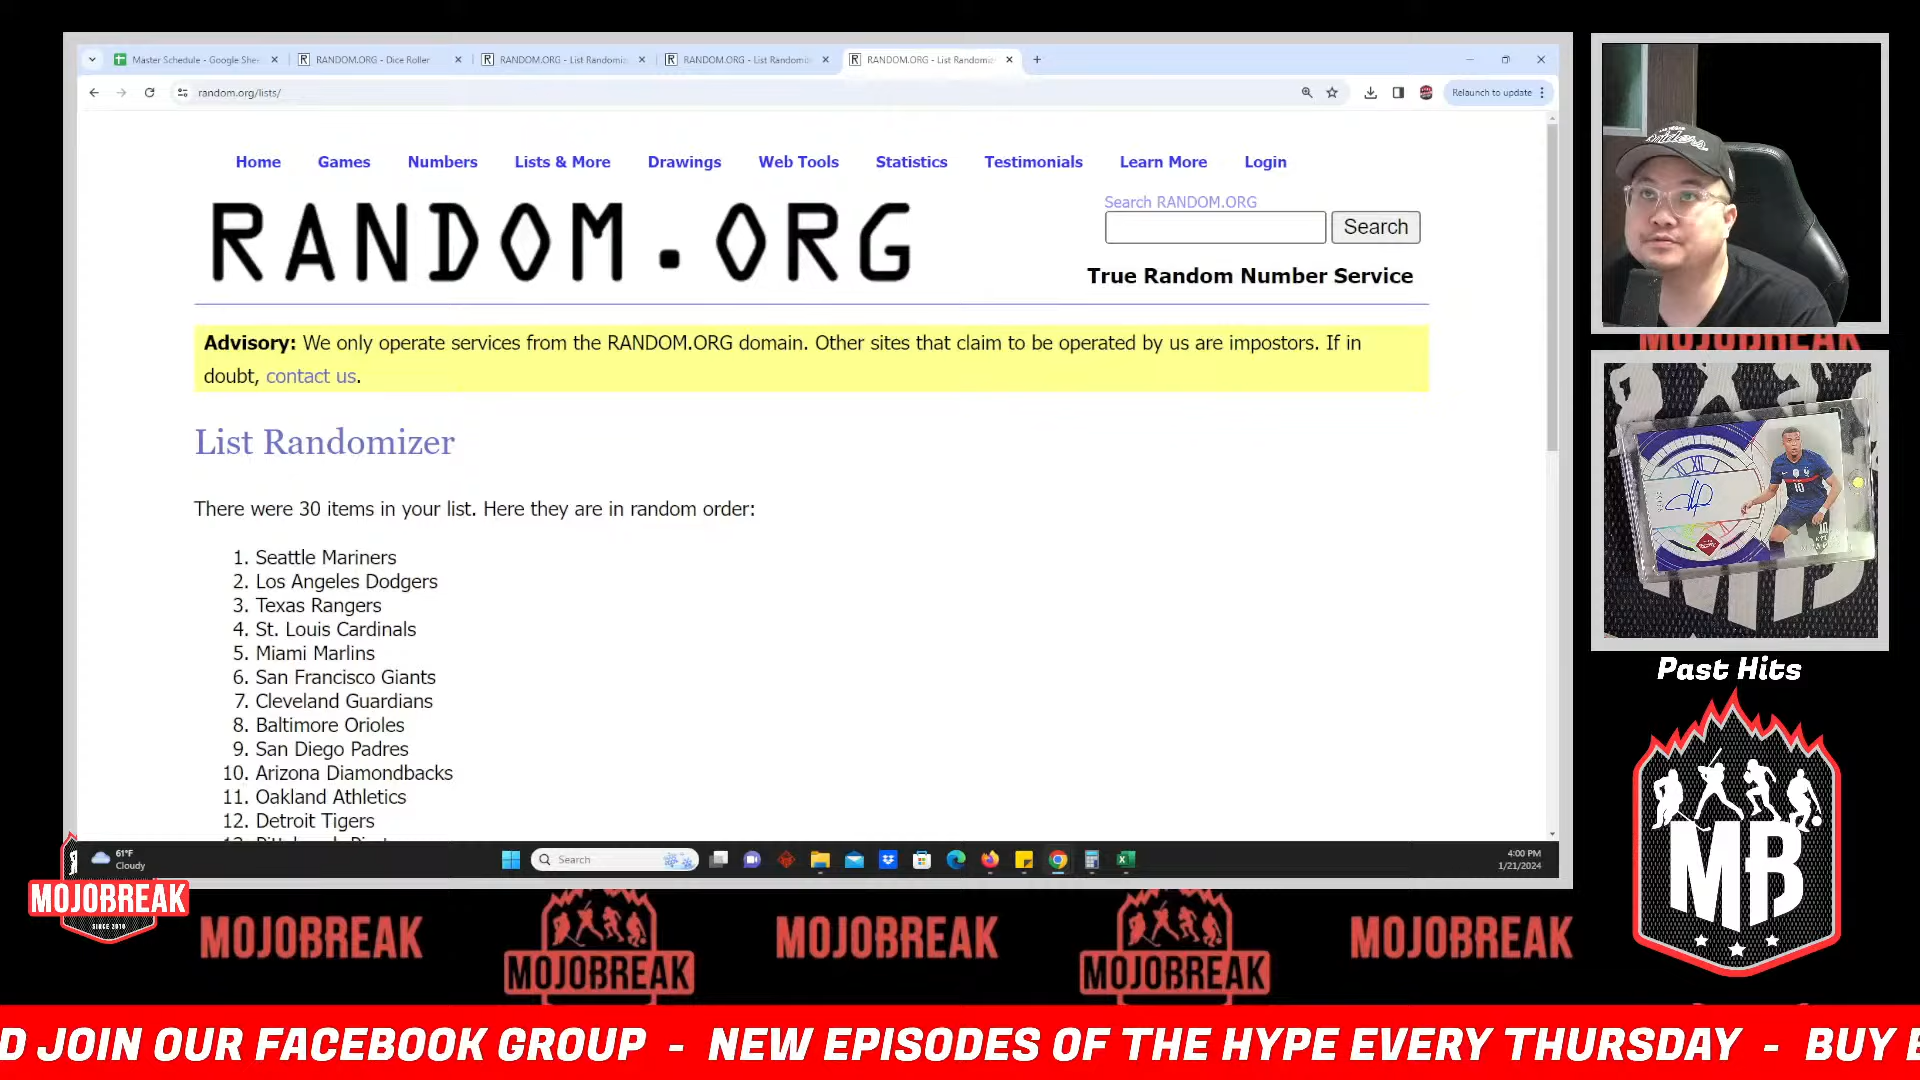 Master Schedule - Google She
RANDOM.ORG - Dice Roller
RANDOM.ORG - List Randomiz
RANDOM.ORG - List Randomiz
RANDOM.ORG - List Randomiz
random.org/lists/
Relaunch to update
Home Games Numbers Lists & More Drawings Web Tools Statistics Testimonials Learn More Login
RANDOM.ORG
Search RANDOM.ORG
Search
True Random Number Service
Advisory: We only operate services from the RANDOM.ORG domain. Other sites that claim to be operated by us are impostors. If in
doubt, contact us.
List Randomizer
There were 30 items in your list. Here they are in random order:
1. Seattle Mariners
2. Los Angeles Dodgers
3. Texas Rangers
4. St. Louis Cardinals
5. Miami Marlins
6. San Francisco Giants
7. Cleveland Guardians
8. Baltimore Orioles
9. San Diego Padres
10. Arizona Diamondbacks
11. Oakland Athletics
12. Detroit Tigers
61°F
Cloudy
Search
4:00 PM
1/21/2024
MOJOBREAK
Past Hits
MB
MOJOBREAK
SINCE 2010
MOJOBREAK
MOJOBREAK
MOJOBREAK
MOJOBREAK
MOJOBREAK
D JOIN OUR FACEBOOK GROUP - NEW EPISODES OF THE HYPE EVERY THURSDAY - BUY